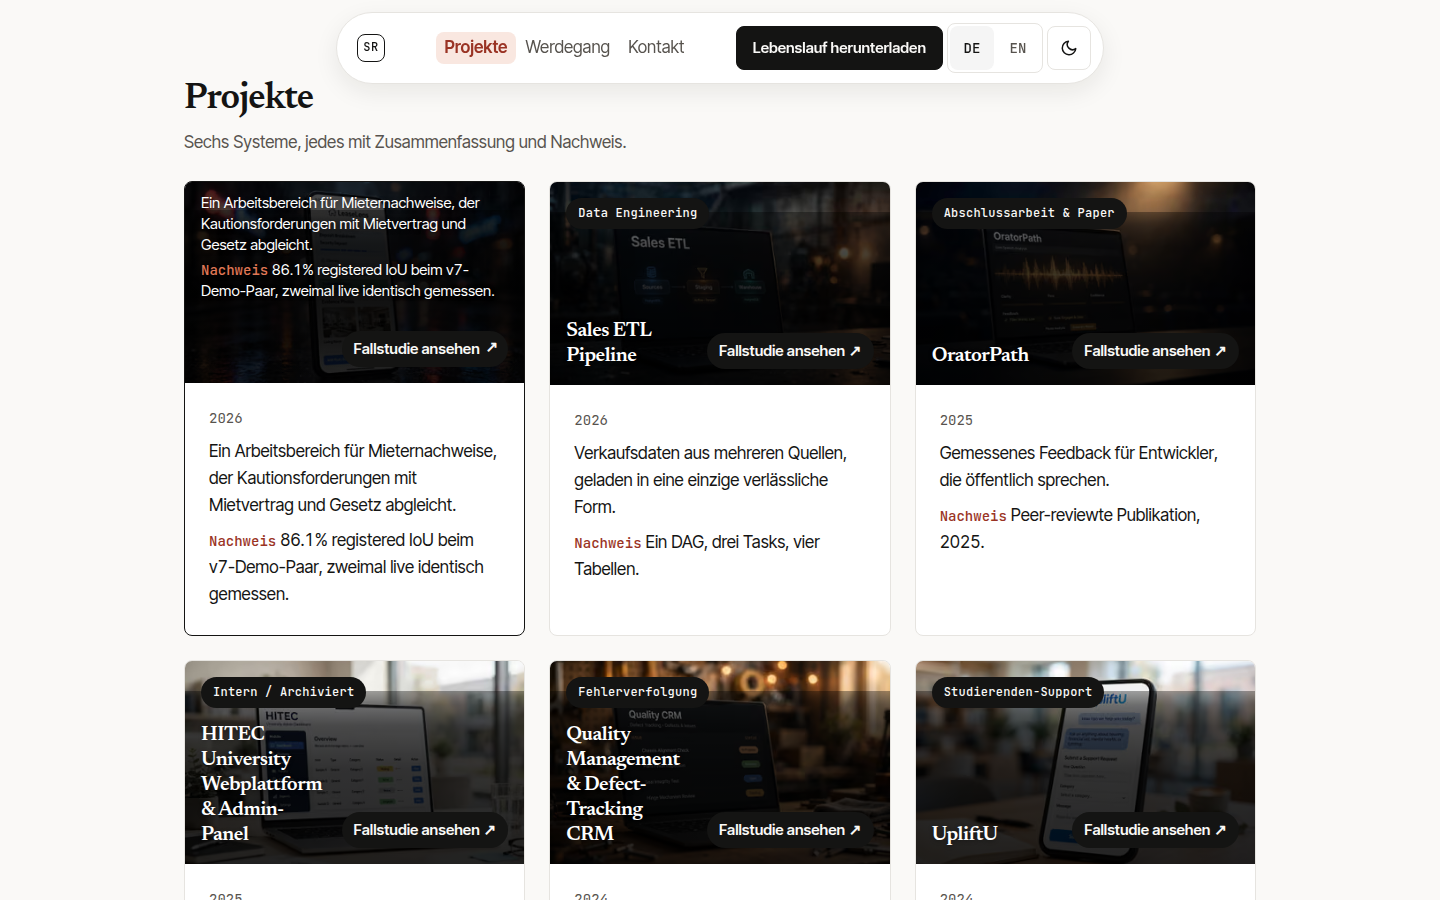 SR
Projekte
Werdegang
Kontakt
Lebenslauf herunterladen
DE
EN
Projekte
Sechs Systeme, jedes mit Zusammenfassung und Nachweis.
Ein Arbeitsbereich für Mieternachweise, der
Kautionsforderungen mit Mietvertrag und
Gesetz abgleicht.
Nachweis 86.1% registered IoU beim v7-
Demo-Paar, zweimal live identisch gemessen.
Fallstudie ansehen ↗
2026
Ein Arbeitsbereich für Mieternachweise,
der Kautionsforderungen mit
Mietvertrag und Gesetz abgleicht.
Nachweis 86.1% registered IoU beim
v7-Demo-Paar, zweimal live identisch
gemessen.
Data Engineering
Sales ETL
Sales ETL
Pipeline
Fallstudie ansehen ↗
2026
Verkaufsdaten aus mehreren Quellen,
geladen in eine einzige verlässliche
Form.
Nachweis Ein DAG, drei Tasks, vier
Tabellen.
Abschlussarbeit & Paper
OratorPath
OratorPath
Fallstudie ansehen ↗
2025
Gemessenes Feedback für Entwickler,
die öffentlich sprechen.
Nachweis Peer-reviewte Publikation,
2025.
Intern / Archiviert
HITEC
Overview
HITEC
University
Webplattform
& Admin-
Panel
Fallstudie ansehen ↗
2025
Fehlerverfolgung
Quality CRM
Quality
Management
& Defect-
Tracking
CRM
Fallstudie ansehen ↗
2024
Studierenden-Support
UpliftU
Fallstudie ansehen ↗
2024